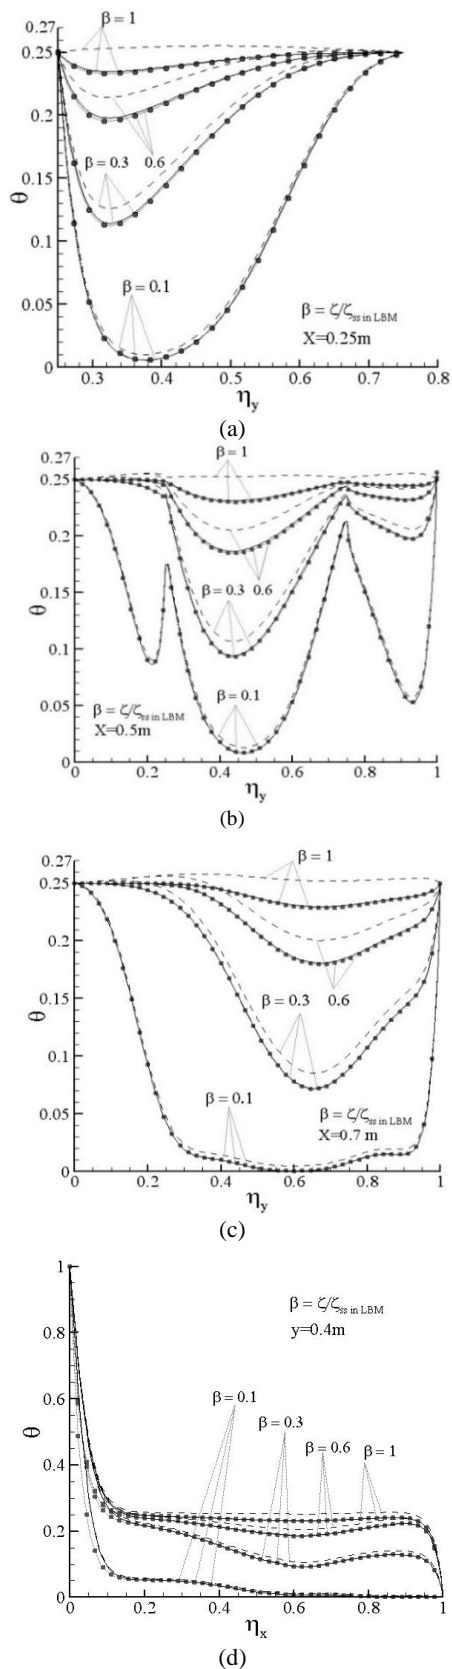 0.27
β = 1
0.25
0.2
β = 0.3
0.6
0.15
θ
0.1
β = 0.1
0.05
β = ζ/ζss in LBM
X=0.25m
0
0.3 0.4 0.5 0.6 0.7 0.8
ηy
(a)
0.27
β = 1
0.25
0.2
0.15
β = 0.3 0.6
θ
0.1
β = 0.1
0.05
β = ζ/ζss in LBM
X=0.5m
0
0 0.2 0.4 0.6 0.8 1
ηy
(b)
0.27
β = 1
0.25
0.2
0.15
β = 0.3 0.6
θ
0.1
β = 0.1
0.05
β = ζ/ζss in LBM
X=0.7 m
0
0 0.2 0.4 0.6 0.8 1
ηy
(c)
1
β = ζ/ζss in LBM
y=0.4m
0.8
0.6
β = 0.1
β = 0.3
β = 0.6
β = 1
θ
0.4
0.2
0
0 0.2 0.4 0.6 0.8 1
ηx
(d)